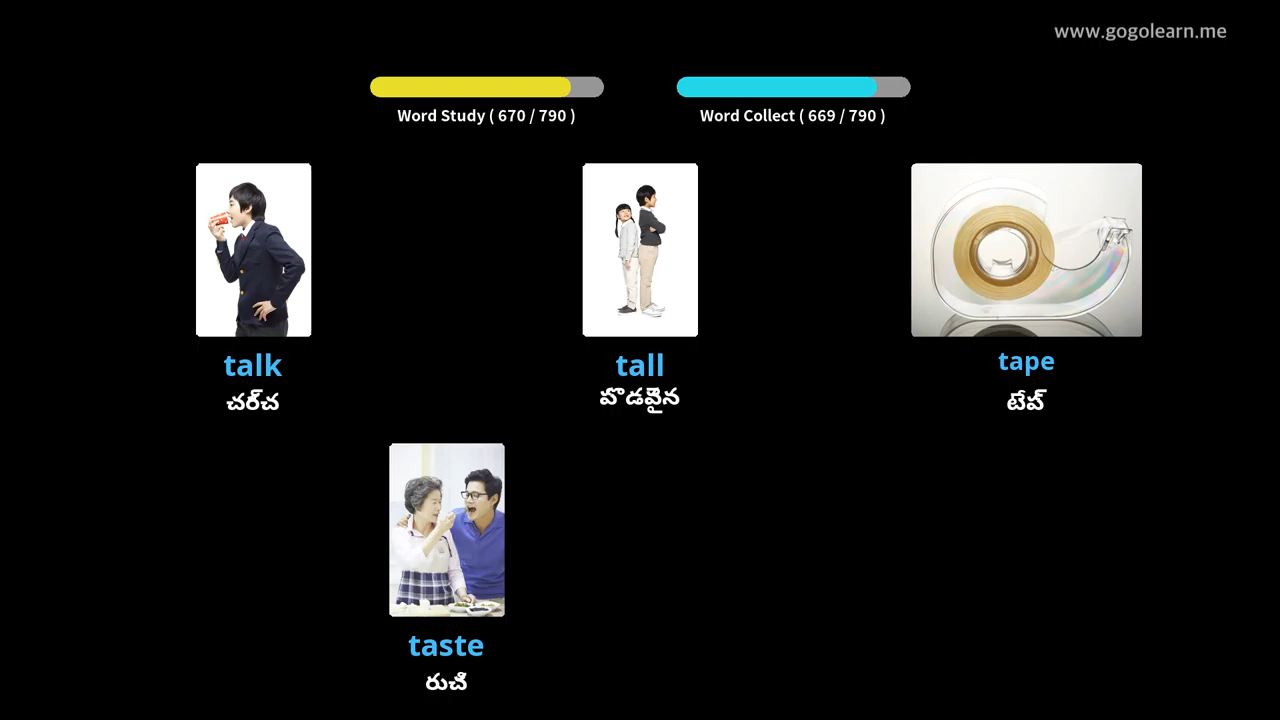 www.gogolearn.me
Word Study ( 670 / 790 )
Word Collect ( 669 / 790 )
talk
చర్చ
tall
పొడవైన
tape
టేప్
taste
రుచి